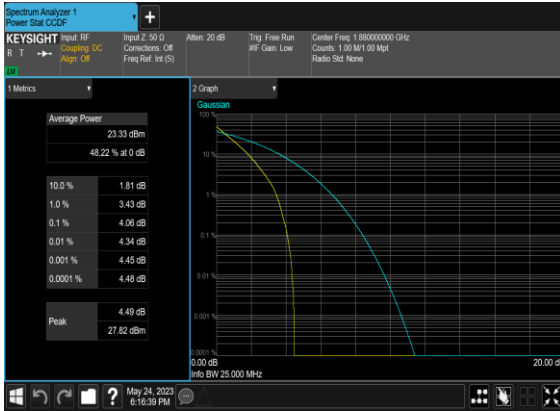 Spectrum Analyzer 1
Power Stat CCDF
KEYSIGHT
R T
Input: RF
Coupling: DC
Align: Off
Input Z: 50 Ω
Corrections: Off
Freq Ref: Int (S)
Atten: 20 dB
Trig: Free Run
#IF Gain: Low
Center Freq: 1.880000000 GHz
Counts: 1.00 M/1.00 Mpt
Radio Std: None
1 Metrics
Average Power
23.33 dBm
48.22 % at 0 dB
10.0 % 1.81 dB
1.0 % 3.43 dB
0.1 % 4.06 dB
0.01 % 4.34 dB
0.001 % 4.45 dB
0.0001 % 4.48 dB
Peak
4.49 dB
27.82 dBm
2 Graph
Gaussian
100 %
10 %
1 %
0.1 %
0.01 %
0.001 %
0.0001 %
0.00 dB
20.00 d
Info BW 25.000 MHz
May 24, 2023
6:16:39 PM